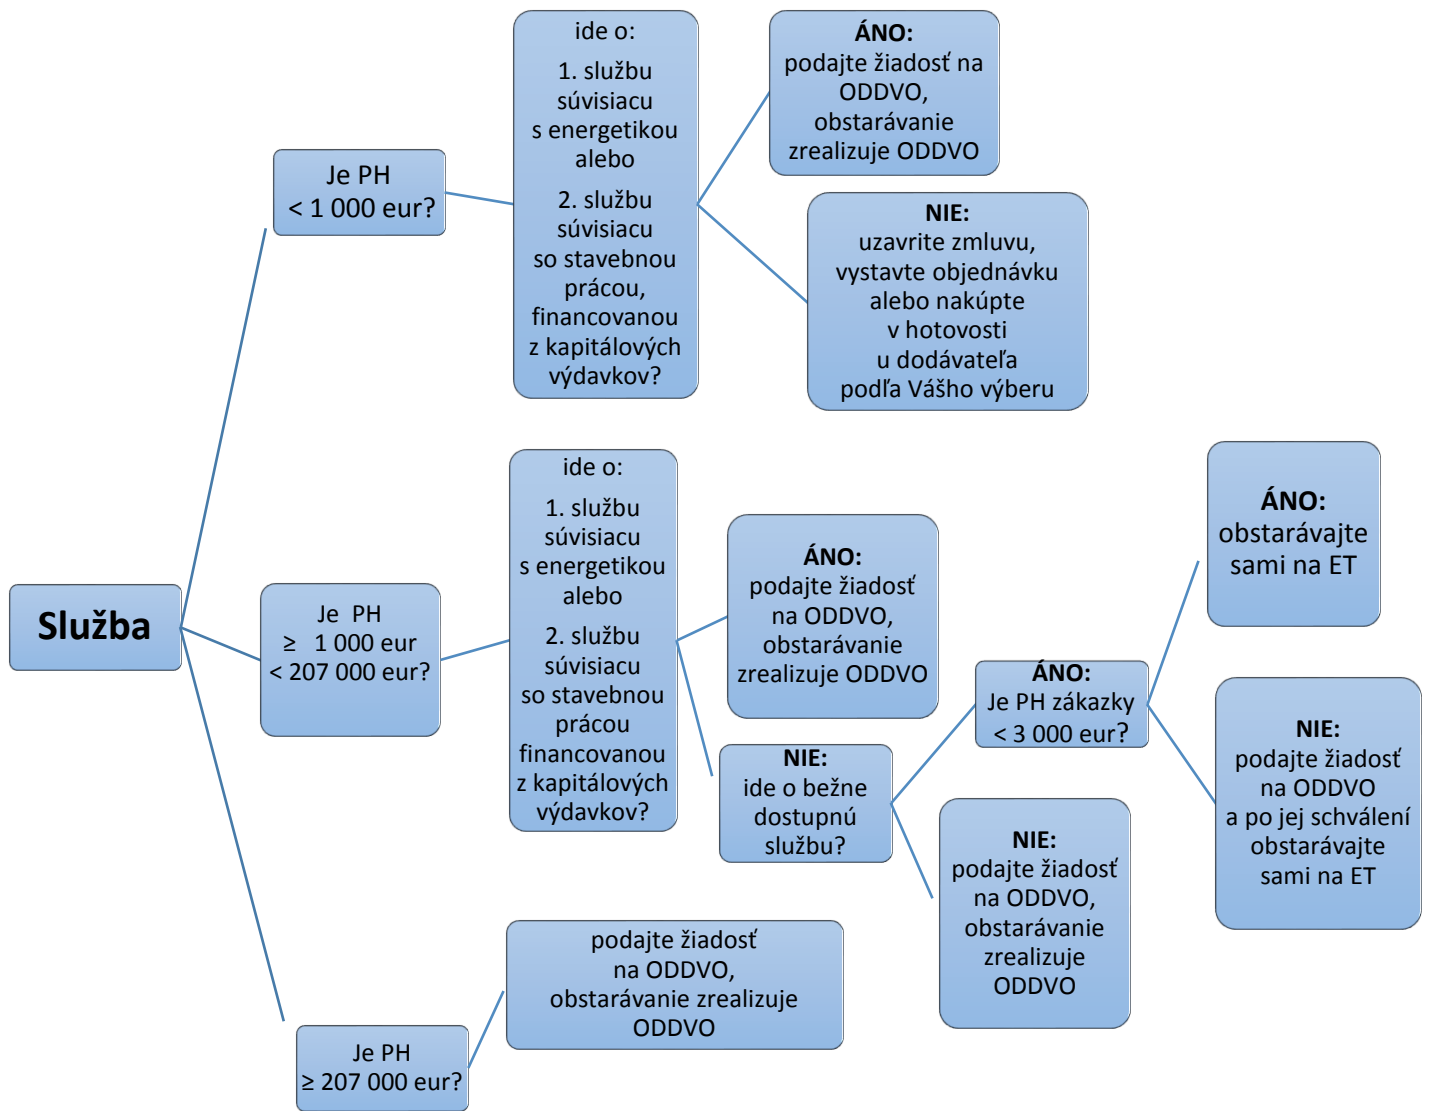 Služba
Je PH
< 1 000 eur?
ide o:
1. službu
súvisiacu
s energetikou
alebo
2. službu
súvisiacu
so stavebnou
prácou,
financovanou
z kapitálových
výdavkov?
ÁNO:
podajte žiadosť na
ODDVO,
obstarávanie
zrealizuje ODDVO
NIE:
uzavrite zmluvu,
vystavte objednávku
alebo nakúpte
v hotovosti
u dodávateľa
podľa Vášho výberu
Je PH
≥ 1 000 eur
< 207 000 eur?
ide o:
1. službu
súvisiacu
s energetikou
alebo
2. službu
súvisiacu
so stavebnou
prácou
financovanou
z kapitálových
výdavkov?
ÁNO:
podajte žiadosť
na ODDVO,
obstarávanie
zrealizuje ODDVO
NIE:
ide o bežne
dostupnú
službu?
ÁNO:
Je PH zákazky
< 3 000 eur?
ÁNO:
obstarávajte
sami na ET
NIE:
podajte žiadosť
na ODDVO
a po jej schválení
obstarávajte
sami na ET
NIE:
podajte žiadosť
na ODDVO,
obstarávanie
zrealizuje
ODDVO
Je PH
≥ 207 000 eur?
podajte žiadosť
na ODDVO,
obstarávanie zrealizuje
ODDVO